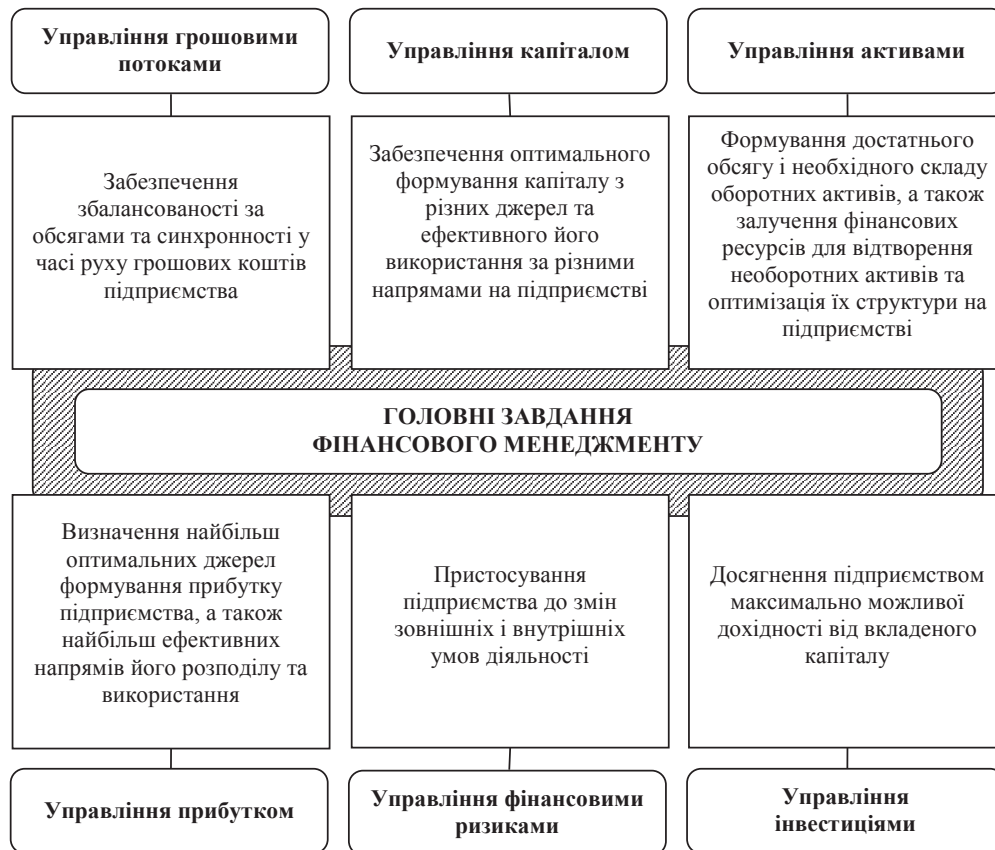 Управління грошовими
потоками
Управління капіталом
Управління активами
Забезпечення
збалансованості за
обсягами та синхронності у
часі руху грошових коштів
підприємства
Забезпечення оптимального
формування капіталу з
різних джерел та
ефективного його
використання за різними
напрямами на підприємстві
Формування достатнього
обсягу і необхідного складу
оборотних активів, а також
залучення фінансових
ресурсів для відтворення
необоротних активів та
оптимізація їх структури на
підприємстві
ГОЛОВНІ ЗАВДАННЯ
ФІНАНСОВОГО МЕНЕДЖМЕНТУ
Визначення найбільш
оптимальних джерел
формування прибутку
підприємства, а також
найбільш ефективних
напрямів його розподілу та
використання
Пристосування
підприємства до змін
зовнішніх і внутрішніх
умов діяльності
Досягнення підприємством
максимально можливої
дохідності від вкладеного
капіталу
Управління прибутком
Управління фінансовими
ризиками
Управління
інвестиціями